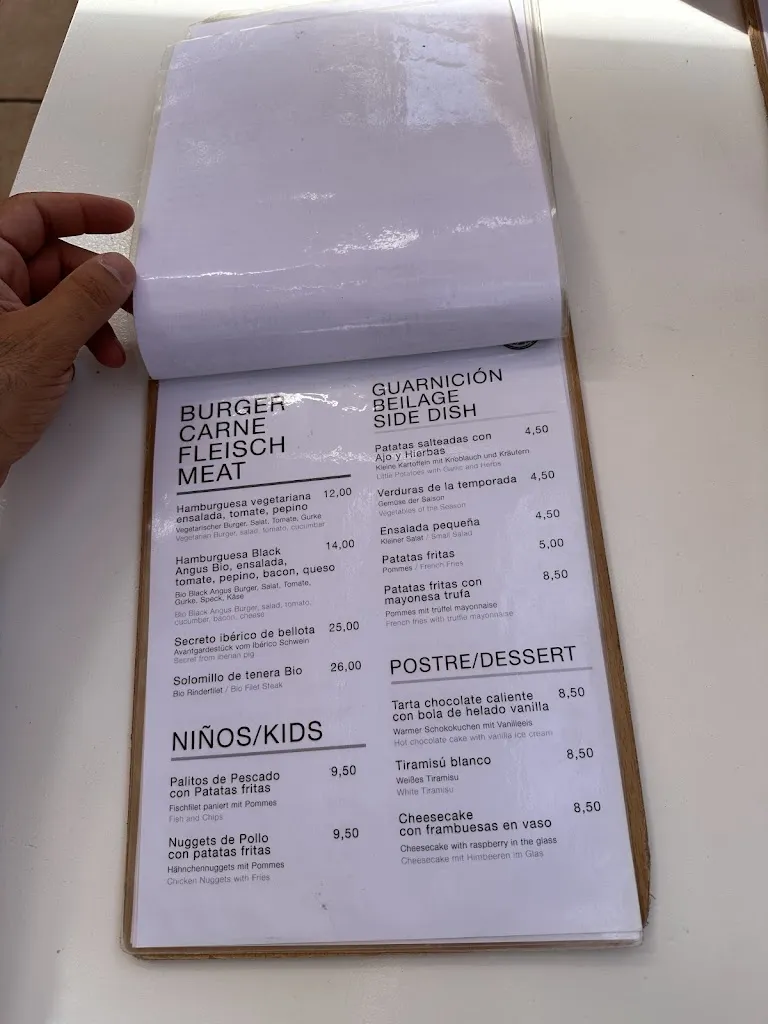 BURGER
CARNE
FLEISCH
MEAT
Hamburguesa vegetariana 12,00
ensalada, tomate, pepino
Vegetarischer Burger, Salat, Tomate, Gurke
Vegetarian Burger, salad, tomato, cucumber
Hamburguesa Black 14,00
Angus Bio, ensalada,
tomate, pepino, bacon, queso
Bio Black Angus Burger, Salat, Tomate,
Gurke, Speck, Käse
Bio Black Angus Burger, salad, tomato,
cucumber, bacon, cheese
Secreto ibérico de bellota 25,00
Avantgardestück vom Ibérico Schwein
Secret from Iberian pig
Solomillo de tenera Bio 26,00
Bio Rinderfilet / Bio Filet Steak
NIÑOS/KIDS
Palitos de Pescado 9,50
con Patatas fritas
Fischfilet paniert mit Pommes
Fish and Chips
Nuggets de Pollo 9,50
con patatas fritas
Hähnchennuggets mit Pommes
Chicken Nuggets with Fries
GUARNICIÓN
BEILAGE
SIDE DISH
Patatas salteadas con 4,50
Ajo y Hierbas
Kleine Kartoffeln mit Knoblauch und Kräutern
Little Potatoes with Garlic and Herbs
Verduras de la temporada 4,50
Gemüse der Saison
Vegetables of the Season
Ensalada pequeña 4,50
Kleiner Salat / Small Salad
Patatas fritas 5,00
Pommes / French Fries
Patatas fritas con 8,50
mayonesa trufa
Pommes mit trüffel mayonnaise
French fries with truffle mayonnaise
POSTRE/DESSERT
Tarta chocolate caliente 8,50
con bola de helado vanilla
Warmer Schokokuchen mit Vanilleeis
Hot chocolate cake with vanilla ice cream
Tiramisú blanco 8,50
Weißes Tiramisu
White Tiramisu
Cheesecake 8,50
con frambuesas en vaso
Cheesecake with raspberry in the glass
Cheesecake mit Himbeeren im Glas